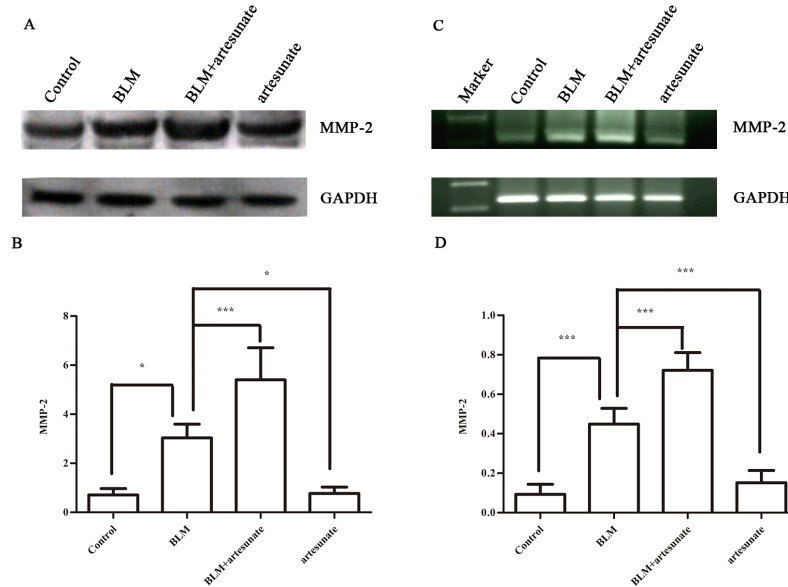 A
Control
BLM
BLM+artesunate
artesunate
MMP-2
GAPDH
B
*
***
*
8
6
4
2
0
MMP-2
Control
BLM
BLM+artesunate
artesunate
C
Marker
Control
BLM
BLM+artesunate
artesunate
MMP-2
GAPDH
D
***
***
***
1.0
0.8
0.6
0.4
0.2
0.0
MMP-2
Control
BLM
BLM+artesunate
artesunate